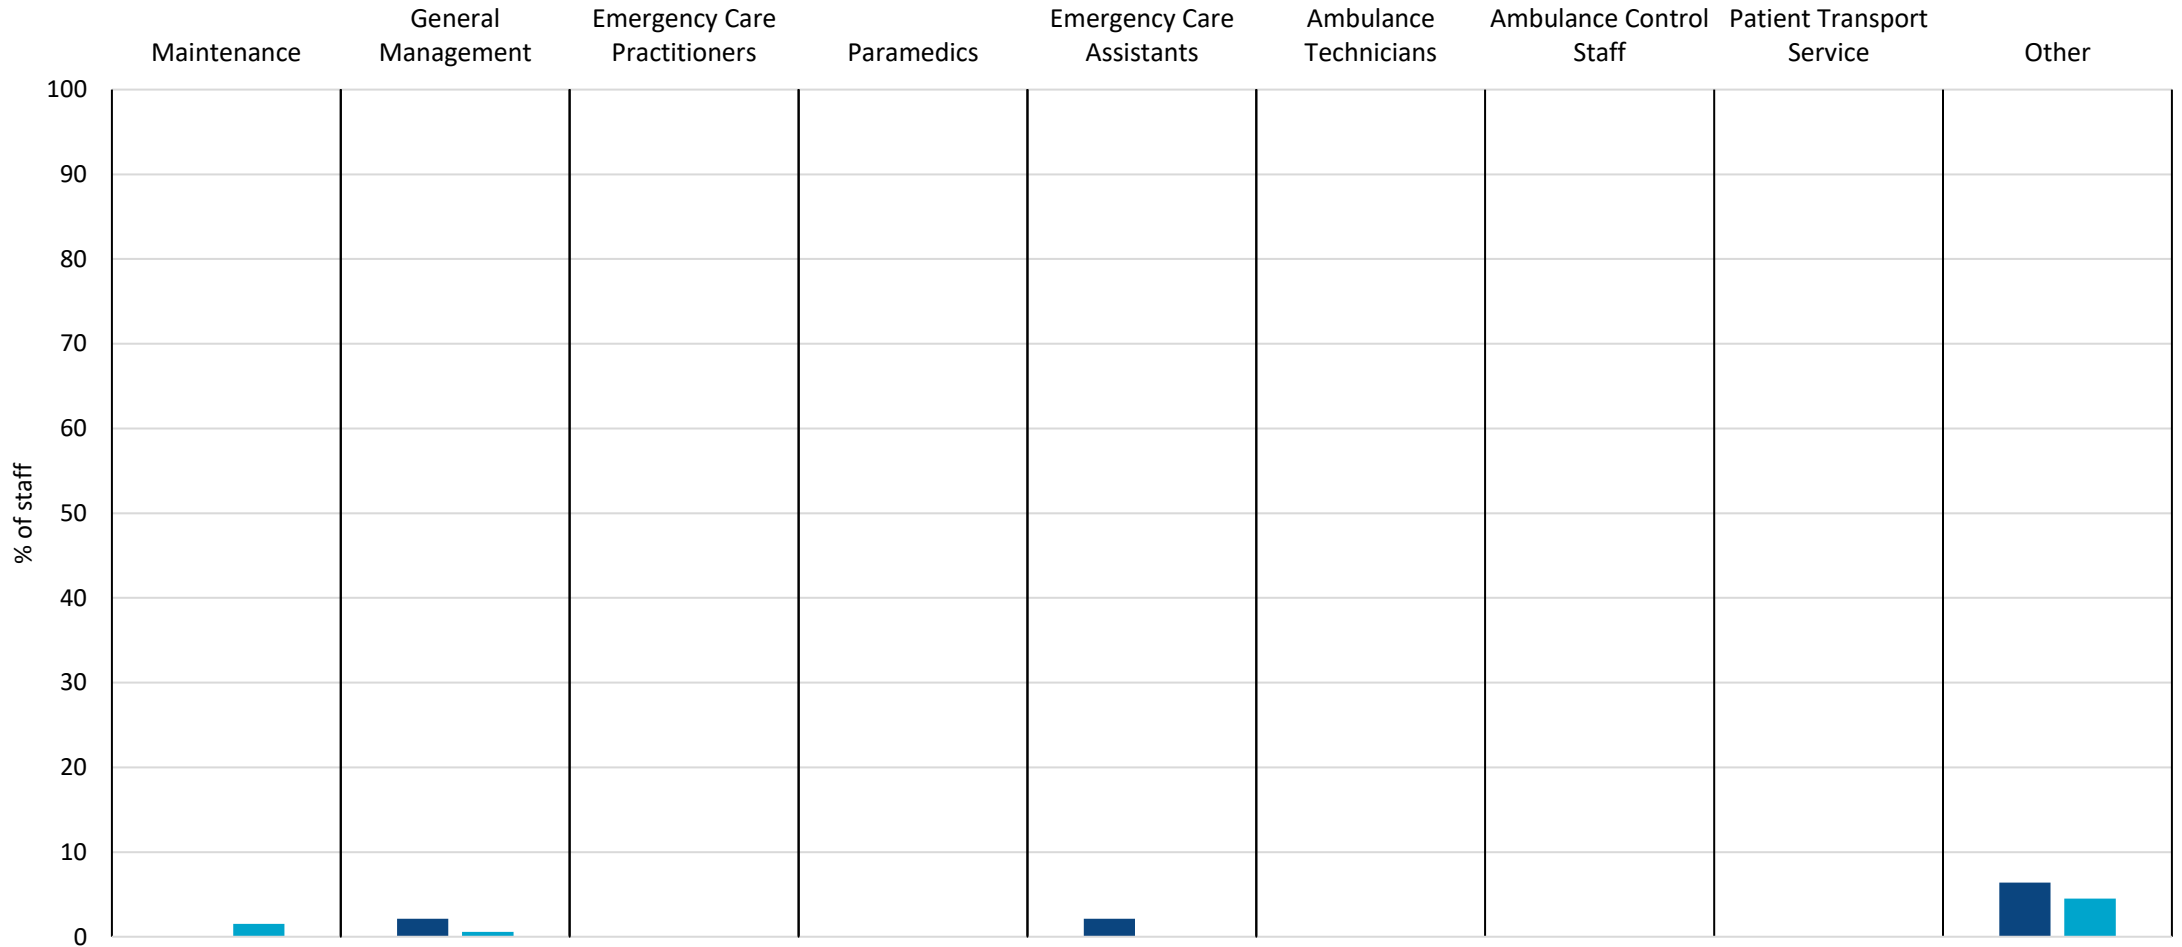 General
Emergency Care
Emergency Care
Ambulance
Ambulance Control
Patient Transport
Maintenance
Management
Practitioners
Paramedics
Assistants
Technicians
Staff
Service
Other
100
90
80
70
60
50
40
30
20
10
0
% of staff